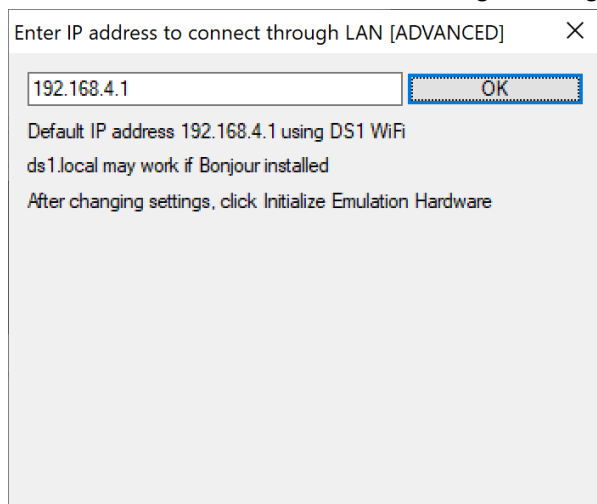 Enter IP address to connect through LAN [ADVANCED]
192.168.4.1
OK
Default IP address 192.168.4.1 using DS1 WiFi
ds1.local may work if Bonjour installed
After changing settings, click Initialize Emulation Hardware